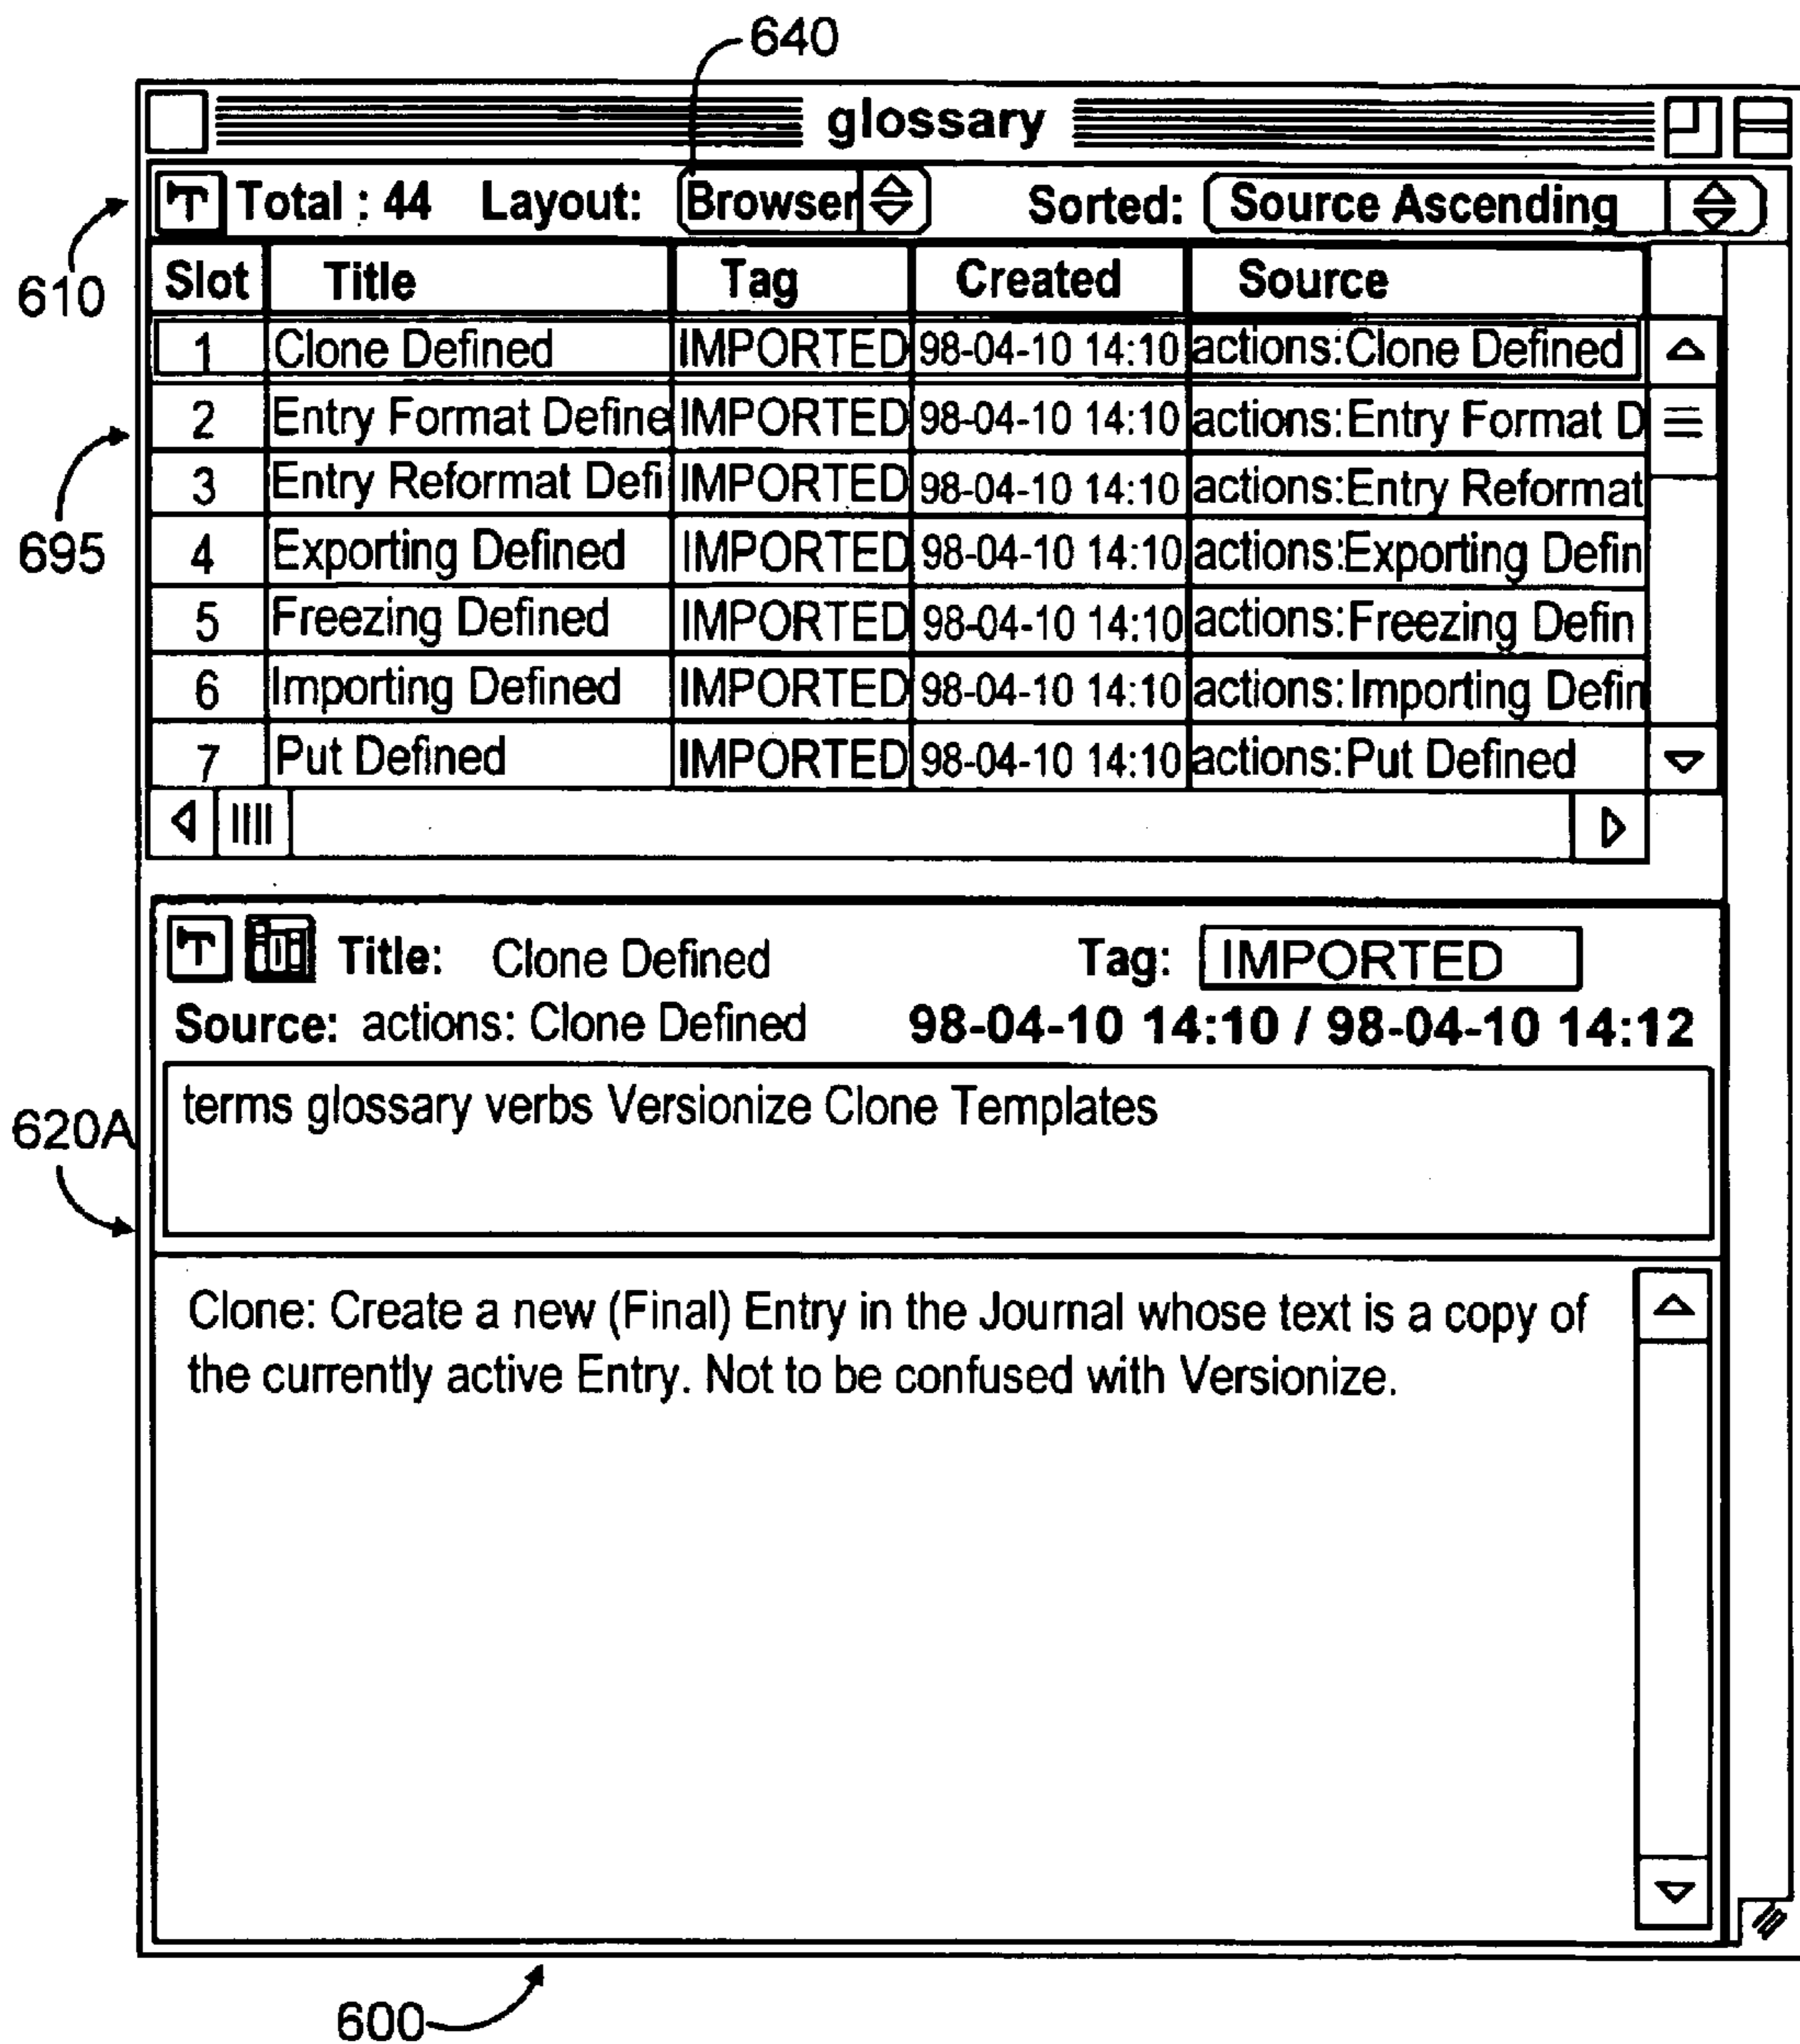 640
glossary
T Total : 44 Layout: Browser Sorted: Source Ascending
610
Slot Title Tag Created Source
1 Clone Defined IMPORTED 98-04-10 14:10 actions:Clone Defined
2 Entry Format Define IMPORTED 98-04-10 14:10 actions:Entry Format D
695
3 Entry Reformat Defi IMPORTED 98-04-10 14:10 actions:Entry Reformat
4 Exporting Defined IMPORTED 98-04-10 14:10 actions:Exporting Defin
5 Freezing Defined IMPORTED 98-04-10 14:10 actions:Freezing Defin
6 Importing Defined IMPORTED 98-04-10 14:10 actions:Importing Defin
7 Put Defined IMPORTED 98-04-10 14:10 actions:Put Defined
T Title: Clone Defined Tag: IMPORTED
Source: actions: Clone Defined 98-04-10 14:10 / 98-04-10 14:12
620A
terms glossary verbs Versionize Clone Templates
Clone: Create a new (Final) Entry in the Journal whose text is a copy of
the currently active Entry. Not to be confused with Versionize.
600